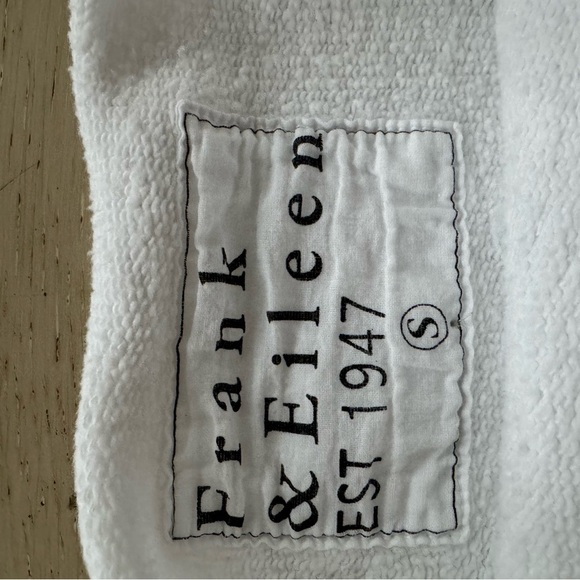 Frank
& Eileen
EST 1947
S